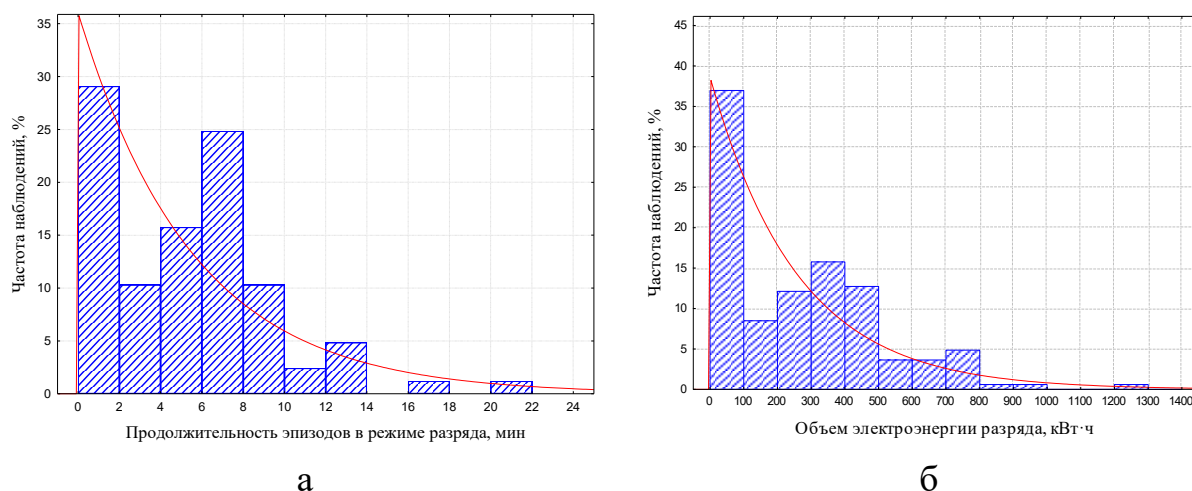 Частота наблюдений, %
35
30
25
20
15
10
5
0
0 2 4 6 8 10 12 14 16 18 20 22 24
Продолжительность эпизодов в режиме разряда, мин
а
Частота наблюдений, %
45
40
35
30
25
20
15
10
5
0
0 100 200 300 400 500 600 700 800 900 1000 1100 1200 1300 1400
Объем электроэнергии разряда, кВт·ч
б